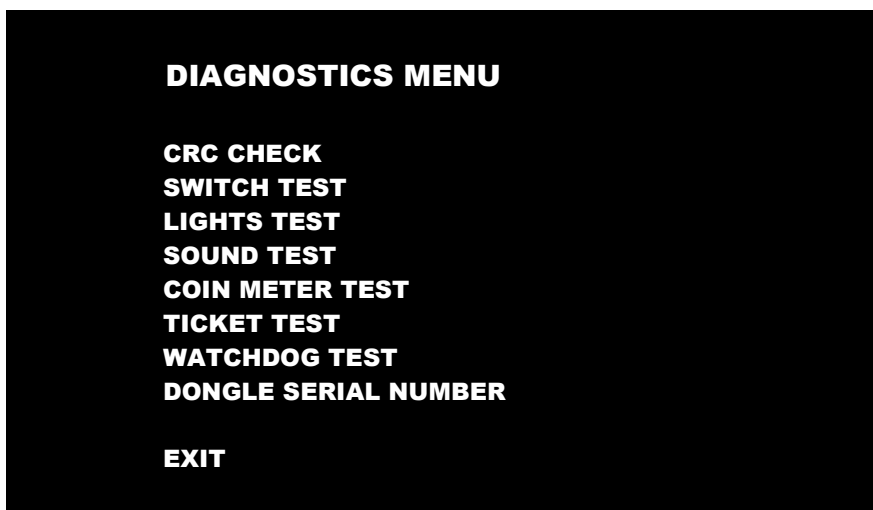 DIAGNOSTICS MENU
CRC CHECK
SWITCH TEST
LIGHTS TEST
SOUND TEST
COIN METER TEST
TICKET TEST
WATCHDOG TEST
DONGLE SERIAL NUMBER
EXIT